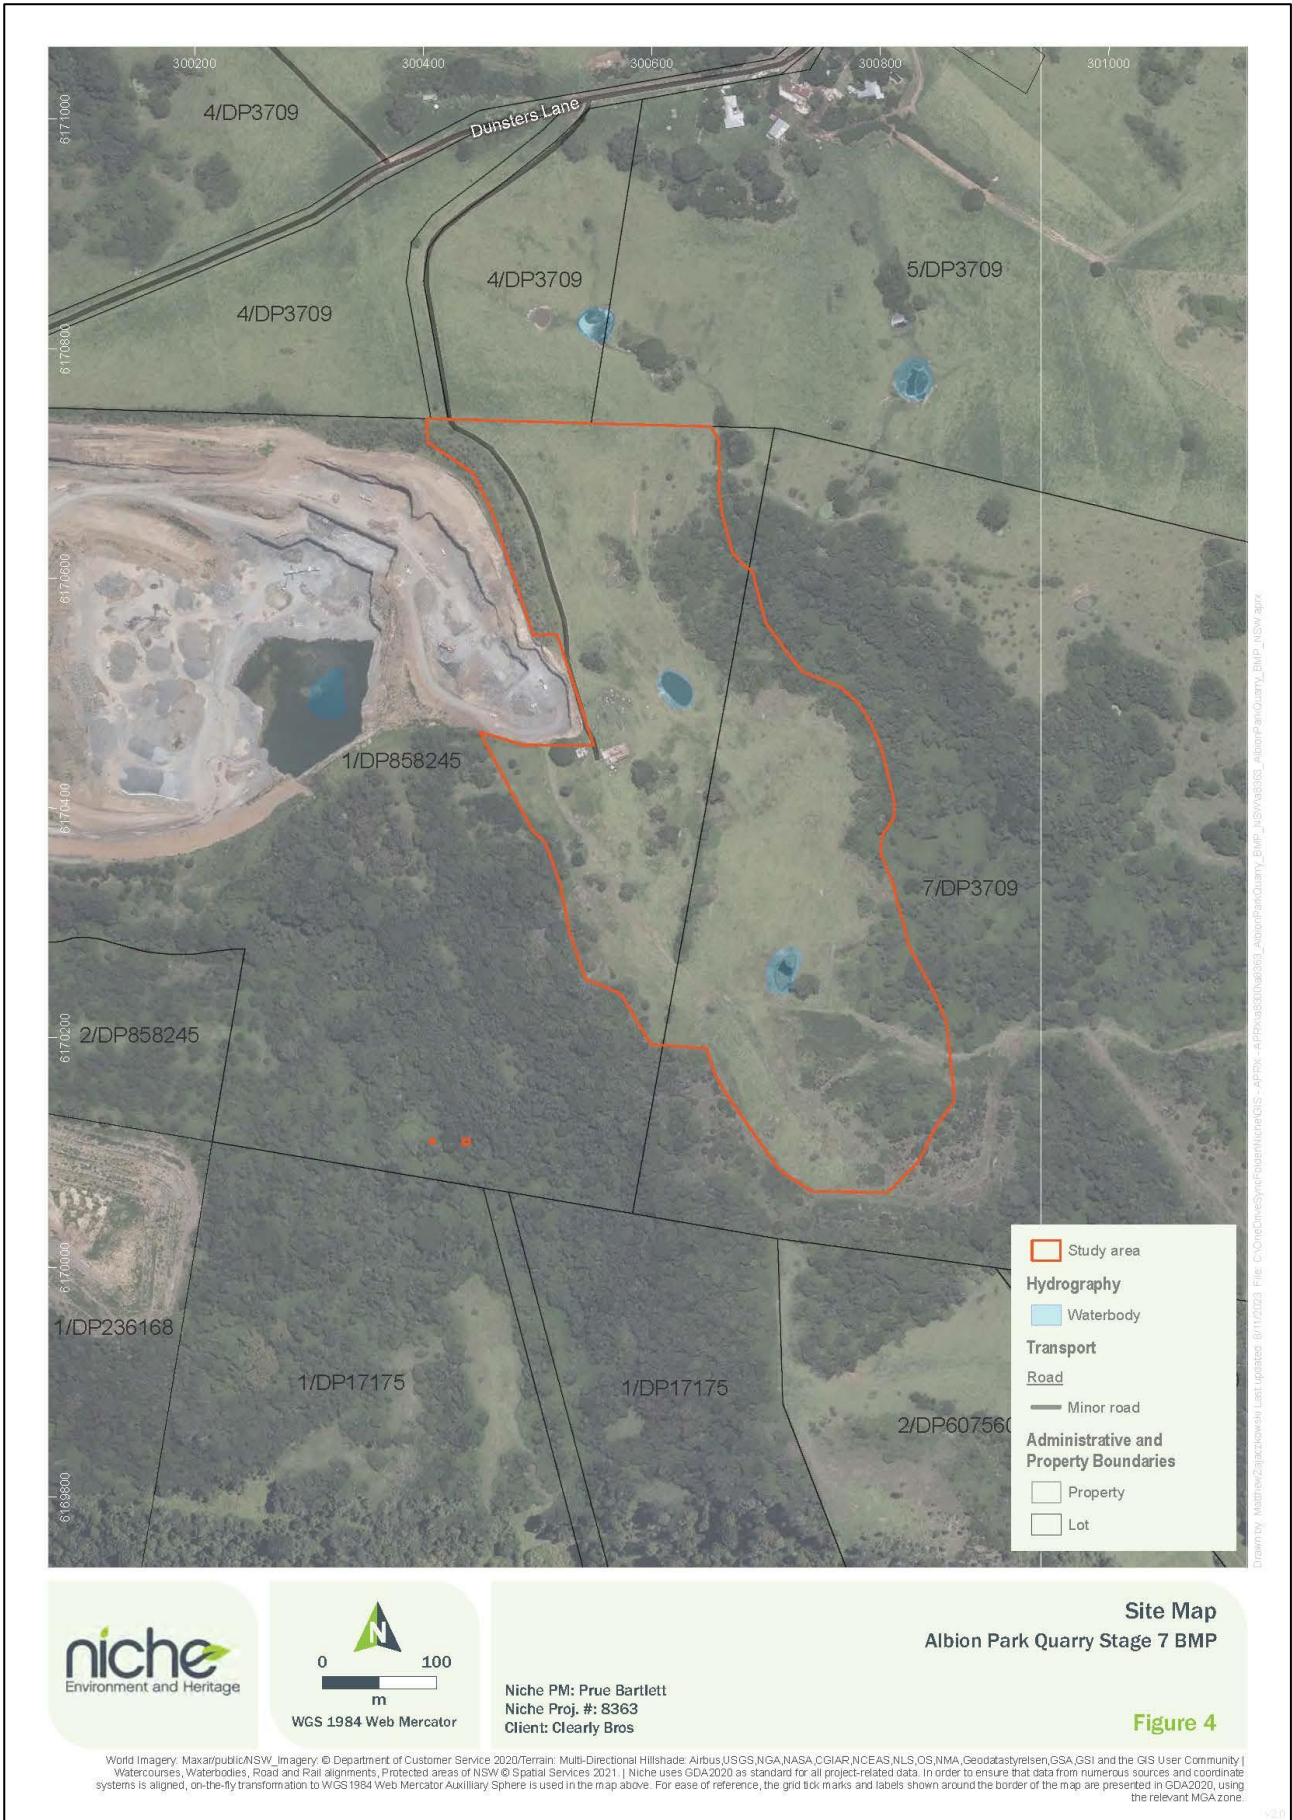 300200
300400
300600
300800
301000
6171000
6170800
6170600
6170400
6170200
6170000
6169800
4/DP3709
Dunsters Lane
4/DP3709
4/DP3709
5/DP3709
1/DP858245
7/DP3709
2/DP858245
1/DP236168
1/DP17175
1/DP17175
2/DP607560
Study area
Hydrography
Waterbody
Transport
Road
Minor road
Administrative and
Property Boundaries
Property
Lot
niche
Environment and Heritage
N
0 100
m
WGS 1984 Web Mercator
Niche PM: Prue Bartlett
Niche Proj. #: 8363
Client: Clearly Bros
Site Map
Albion Park Quarry Stage 7 BMP
Figure 4
World Imagery: Maxar/public/NSW_Imagery: © Department of Customer Service 2020/Terrain: Multi-Directional Hillshade: Airbus,USGS,NGA,NASA,CGIAR,NCEAS,NLS,OS,NMA,Geodatastyrelsen,GSA,GSI and the GIS User Community |
Watercourses, Waterbodies, Road and Rail alignments, Protected areas of NSW © Spatial Services 2021. | Niche uses GDA2020 as standard for all project-related data. In order to ensure that data from numerous sources and coordinate
systems is aligned, on-the-fly transformation to WGS1984 Web Mercator Auxilliary Sphere is used in the map above. For ease of reference, the grid tick marks and labels shown around the border of the map are presented in GDA2020, using
the relevant MGA zone.
v2.0